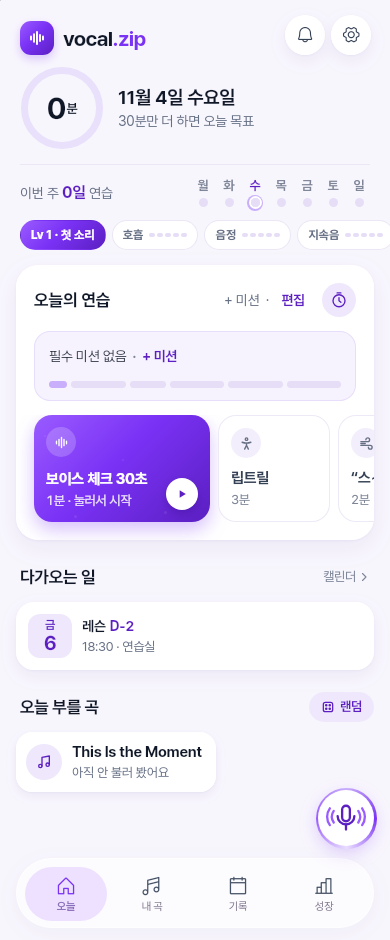 vocal.zip
0분
11월 4일 수요일
30분만 더 하면 오늘 목표
이번 주 0일 연습
월 화 수 목 금 토 일
Lv 1 · 첫 소리
호흡
음정
지속음
오늘의 연습
+ 미션 · 편집
필수 미션 없음 · + 미션
보이스 체크 30초
1분 · 눌러서 시작
립트릴
3분
“스
2분
다가오는 일
캘린더
금
6
레슨 D-2
18:30 · 연습실
오늘 부를 곡
랜덤
This Is the Moment
아직 안 불러 봤어요
오늘
내 곡
기록
성장